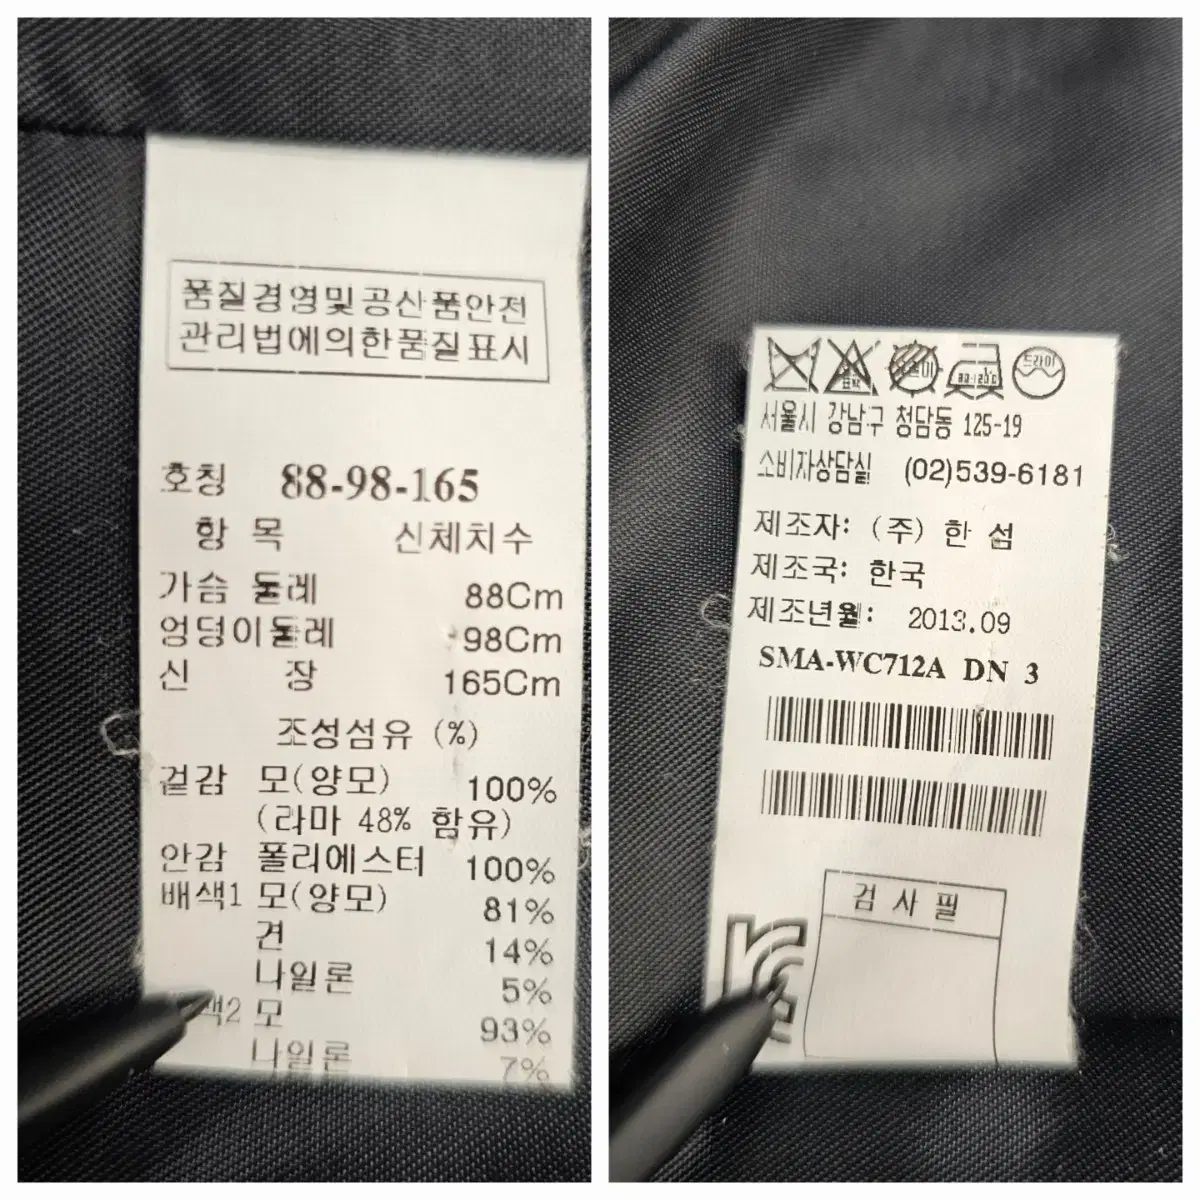 품질경영및공산품안전
관리법에의한품질표시
호칭 88-98-165
항 목 신체치수
가슴 둘레 88Cm
엉덩이둘레 98Cm
신 장 165Cm
조성섬유 (%)
겉감 모(양모) 100%
(라마 48% 함유)
안감 폴리에스터 100%
배색1 모(양모) 81%
견 14%
나일론 5%
색2 모 93%
나일론 7%
표백
드라이
서울시 강남구 청담동 125-19
소비자상담실 (02)539-6181
제조자: (주) 한 섬
제조국: 한국
제조년월: 2013.09
SMA-WC712A DN 3
검 사 필